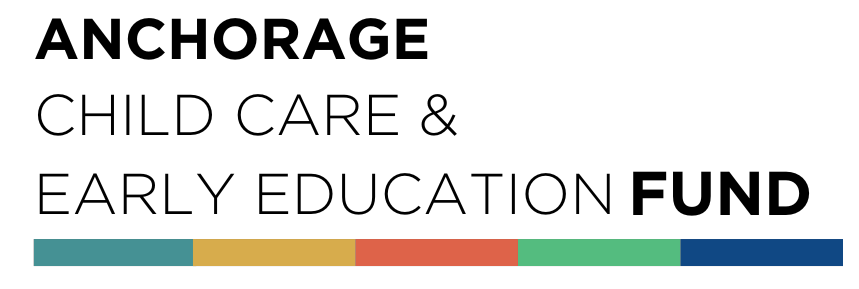 ANCHORAGE
CHILD CARE &
EARLY EDUCATION FUND